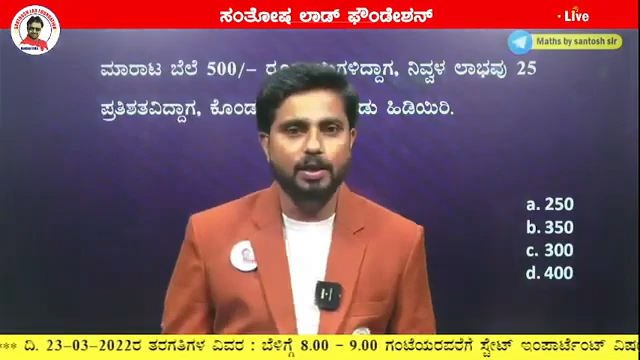 ಸಂತೋಷ ಲಾಡ್ ಫೌಂಡೇಶನ್
Live
Maths by santosh sir
ಮಾರಾಟ ಬೆಲೆ 500/– ಗಳಿದ್ದಾಗ, ನಿವ್ವಳ ಲಾಭವು 25
ಪ್ರತಿಶತವಿದ್ದಾಗ, ಹಿಡಿಯಿರಿ.
a. 250
b. 350
c. 300
d. 400
*** ದಿ. 23-03-2022ರ ತರಗತಿಗಳ ವಿವರ : ಬೆಳಿಗ್ಗೆ 8.00 - 9.00 ಗಂಟೆಯರವರೆಗೆ ಸ್ಟೇಟ್ ಇಂಪಾರ್ಟೆಂಟ್